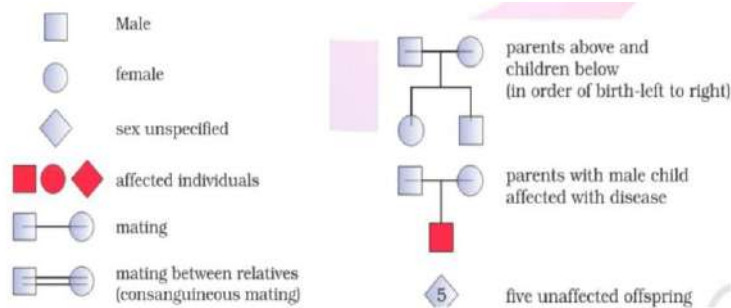 Male
female
sex unspecified
affected individuals
mating
mating between relatives
(consanguineous mating)
parents above and
children below
(in order of birth-left to right)
parents with male child
affected with disease
5
five unaffected offspring